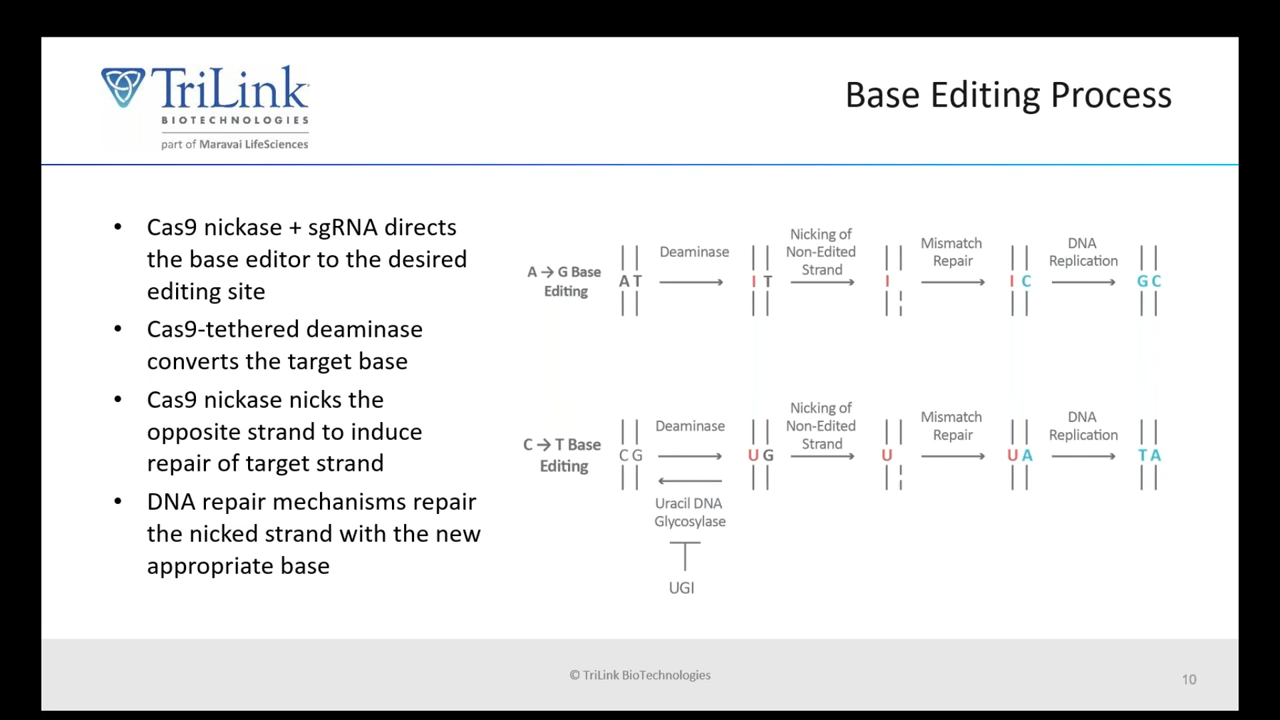 TriLink
BIOTECHNOLOGIES
part of Maravai LifeSciences
Base Editing Process
• Cas9 nickase + sgRNA directs
the base editor to the desired
editing site
• Cas9-tethered deaminase
converts the target base
• Cas9 nickase nicks the
opposite strand to induce
repair of target strand
• DNA repair mechanisms repair
the nicked strand with the new
appropriate base
A → G Base
Editing
A T
Deaminase
I T
Nicking of
Non-Edited
Strand
I
Mismatch
Repair
I C
DNA
Replication
G C
C → T Base
Editing
C G
Deaminase
Uracil DNA
Glycosylase
UGI
U G
Nicking of
Non-Edited
Strand
U
Mismatch
Repair
U A
DNA
Replication
T A
© TriLink BioTechnologies
10